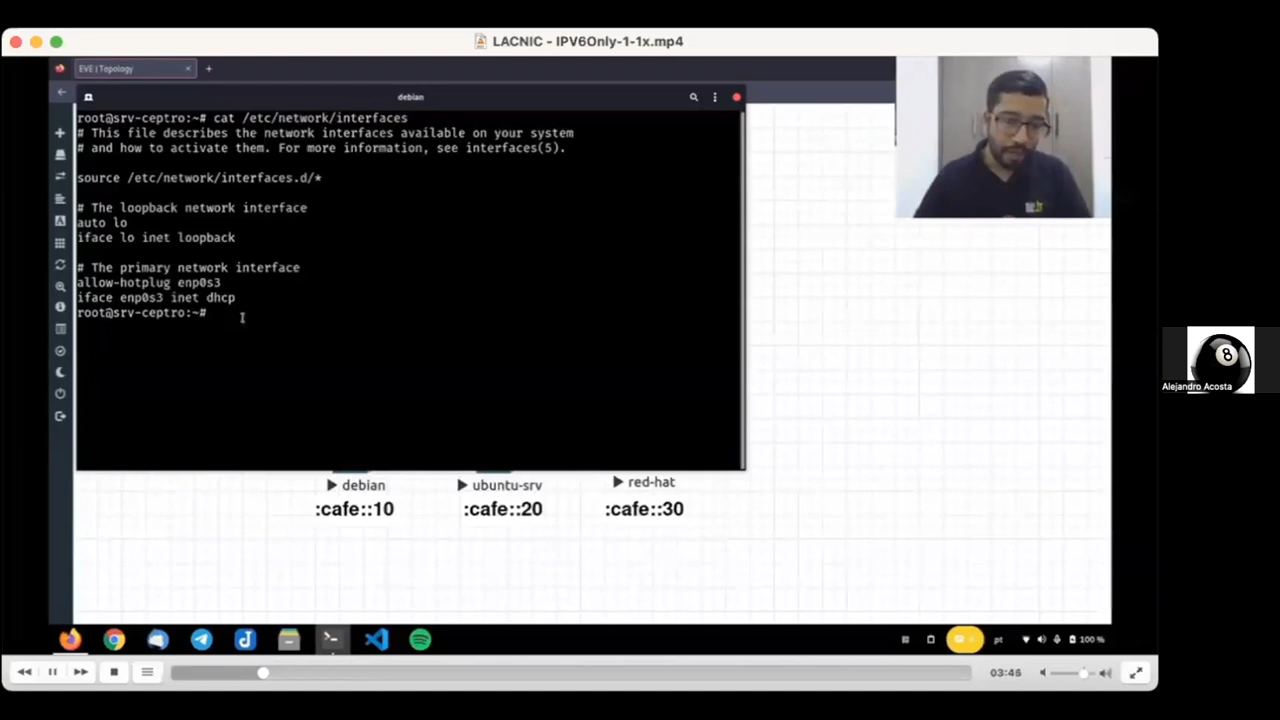 LACNIC - IPV6Only-1-1x.mp4
EVE | Topology
debian
root@srv-ceptro:~# cat /etc/network/interfaces
# This file describes the network interfaces available on your system
# and how to activate them. For more information, see interfaces(5).
source /etc/network/interfaces.d/*
# The loopback network interface
auto lo
iface lo inet loopback
# The primary network interface
allow-hotplug enp0s3
iface enp0s3 inet dhcp
root@srv-ceptro:~#
8
Alejandro Acosta
debian
ubuntu-srv
red-hat
:cafe::10
:cafe::20
:cafe::30
pt
100 %
03:46